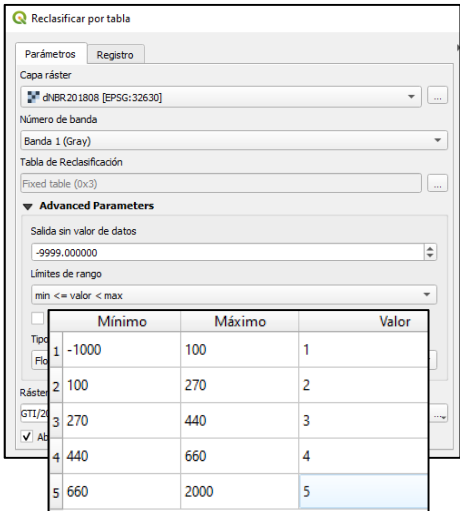 Reclasificar por tabla
Parámetros Registro
Capa ráster
dNBR201808 [EPSG:32630]
...
Número de banda
Banda 1 (Gray)
Tabla de Reclasificación
Fixed table (0x3)
...
Advanced Parameters
Salida sin valor de datos
-9999.000000
Límites de rango
min <= valor < max
Mínimo Máximo Valor
1 -1000 100 1
2 100 270 2
3 270 440 3
4 440 660 4
5 660 2000 5
Tipo
Flo
Ráster
GTI/20
...
Ab